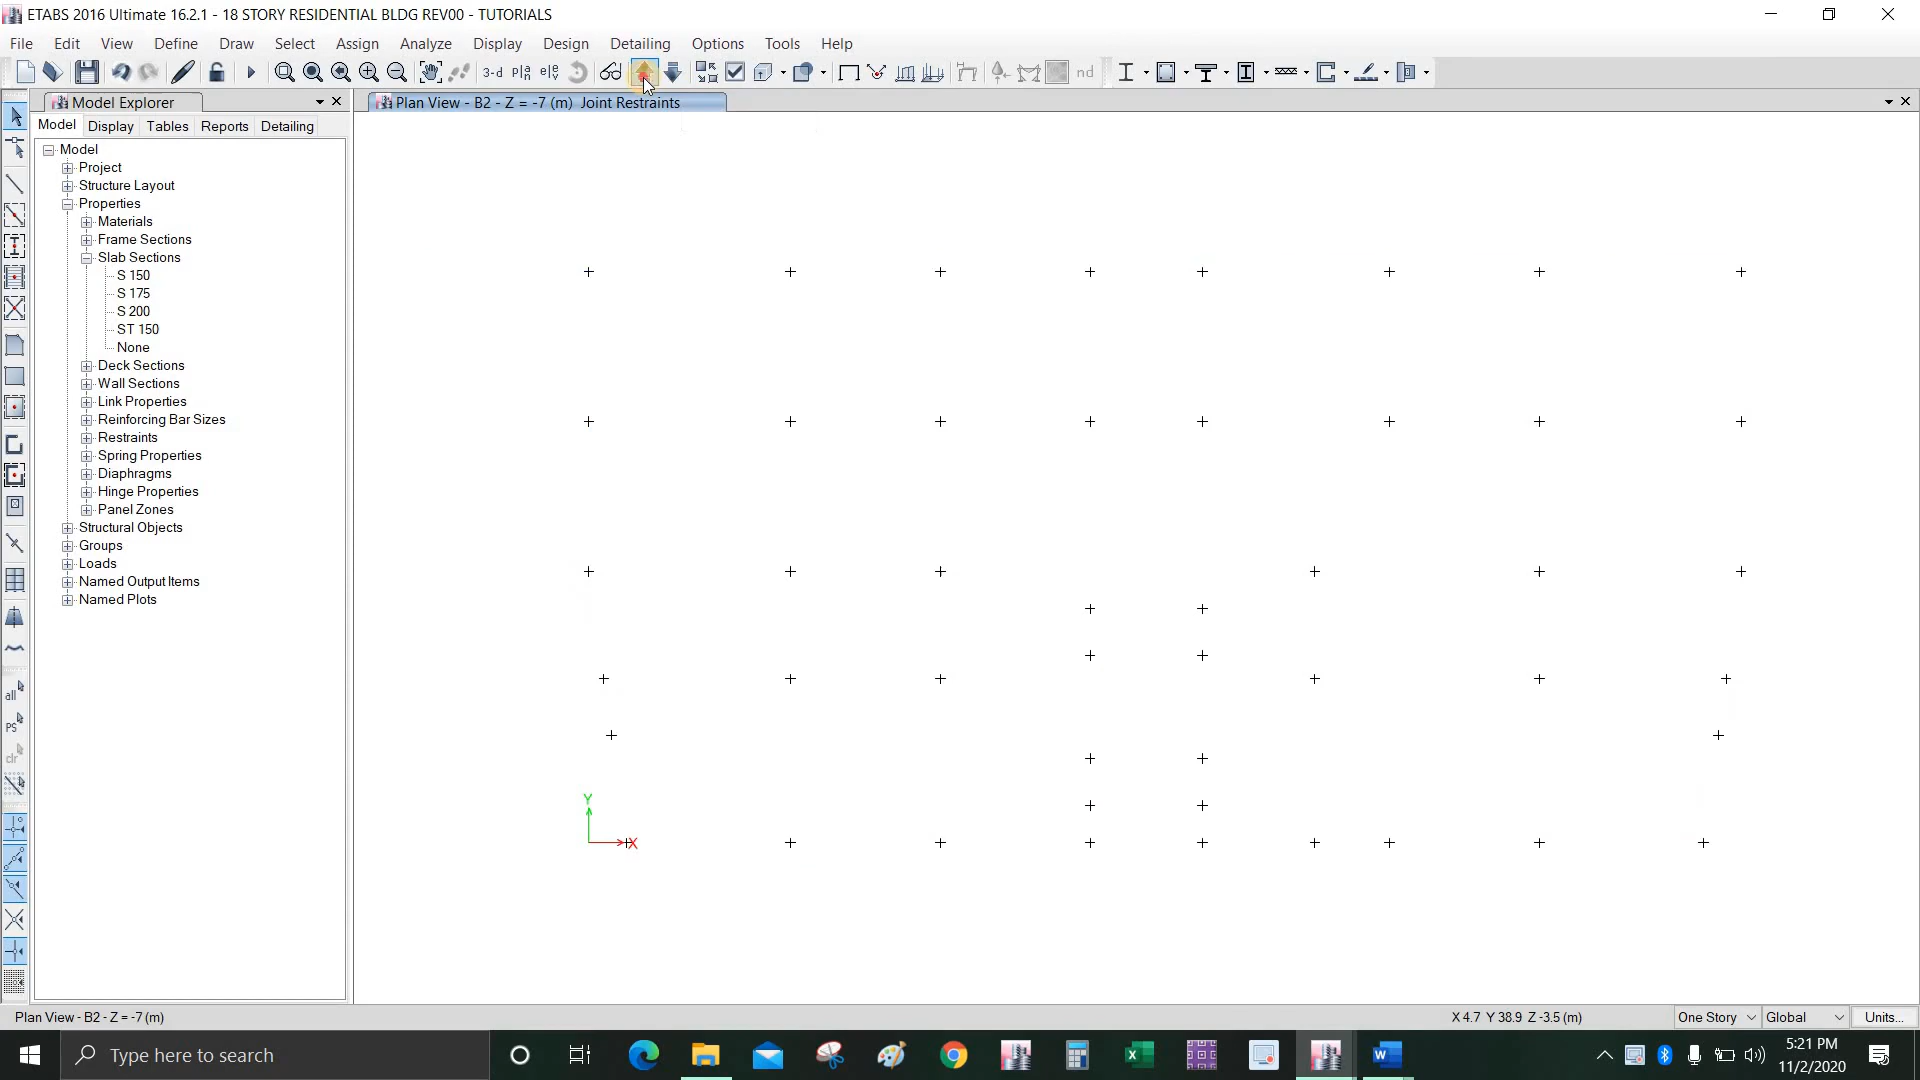 ETABS 2016 Ultimate 16.2.1 - 18 STORY RESIDENTIAL BLDG REV00 - TUTORIALS
File Edit View Define Draw Select Assign Analyze Display Design Detailing Options Tools Help
3-d nd
Model Explorer
Plan View - B2 - Z = -7 (m) Joint Restraints
Model Display Tables Reports Detailing
Model
Project
Structure Layout
Properties
Materials
Frame Sections
Slab Sections
S 150
S 175
S 200
ST 150
None
Deck Sections
Wall Sections
Link Properties
Reinforcing Bar Sizes
Restraints
Spring Properties
Diaphragms
Hinge Properties
Panel Zones
Structural Objects
Groups
Loads
Named Output Items
Named Plots
all
PS
Y
X
Plan View - B2 - Z = -7 (m)
X 4.7 Y 38.9 Z -3.5 (m)
One Story
Global
Units...
Type here to search
5:21 PM
11/2/2020